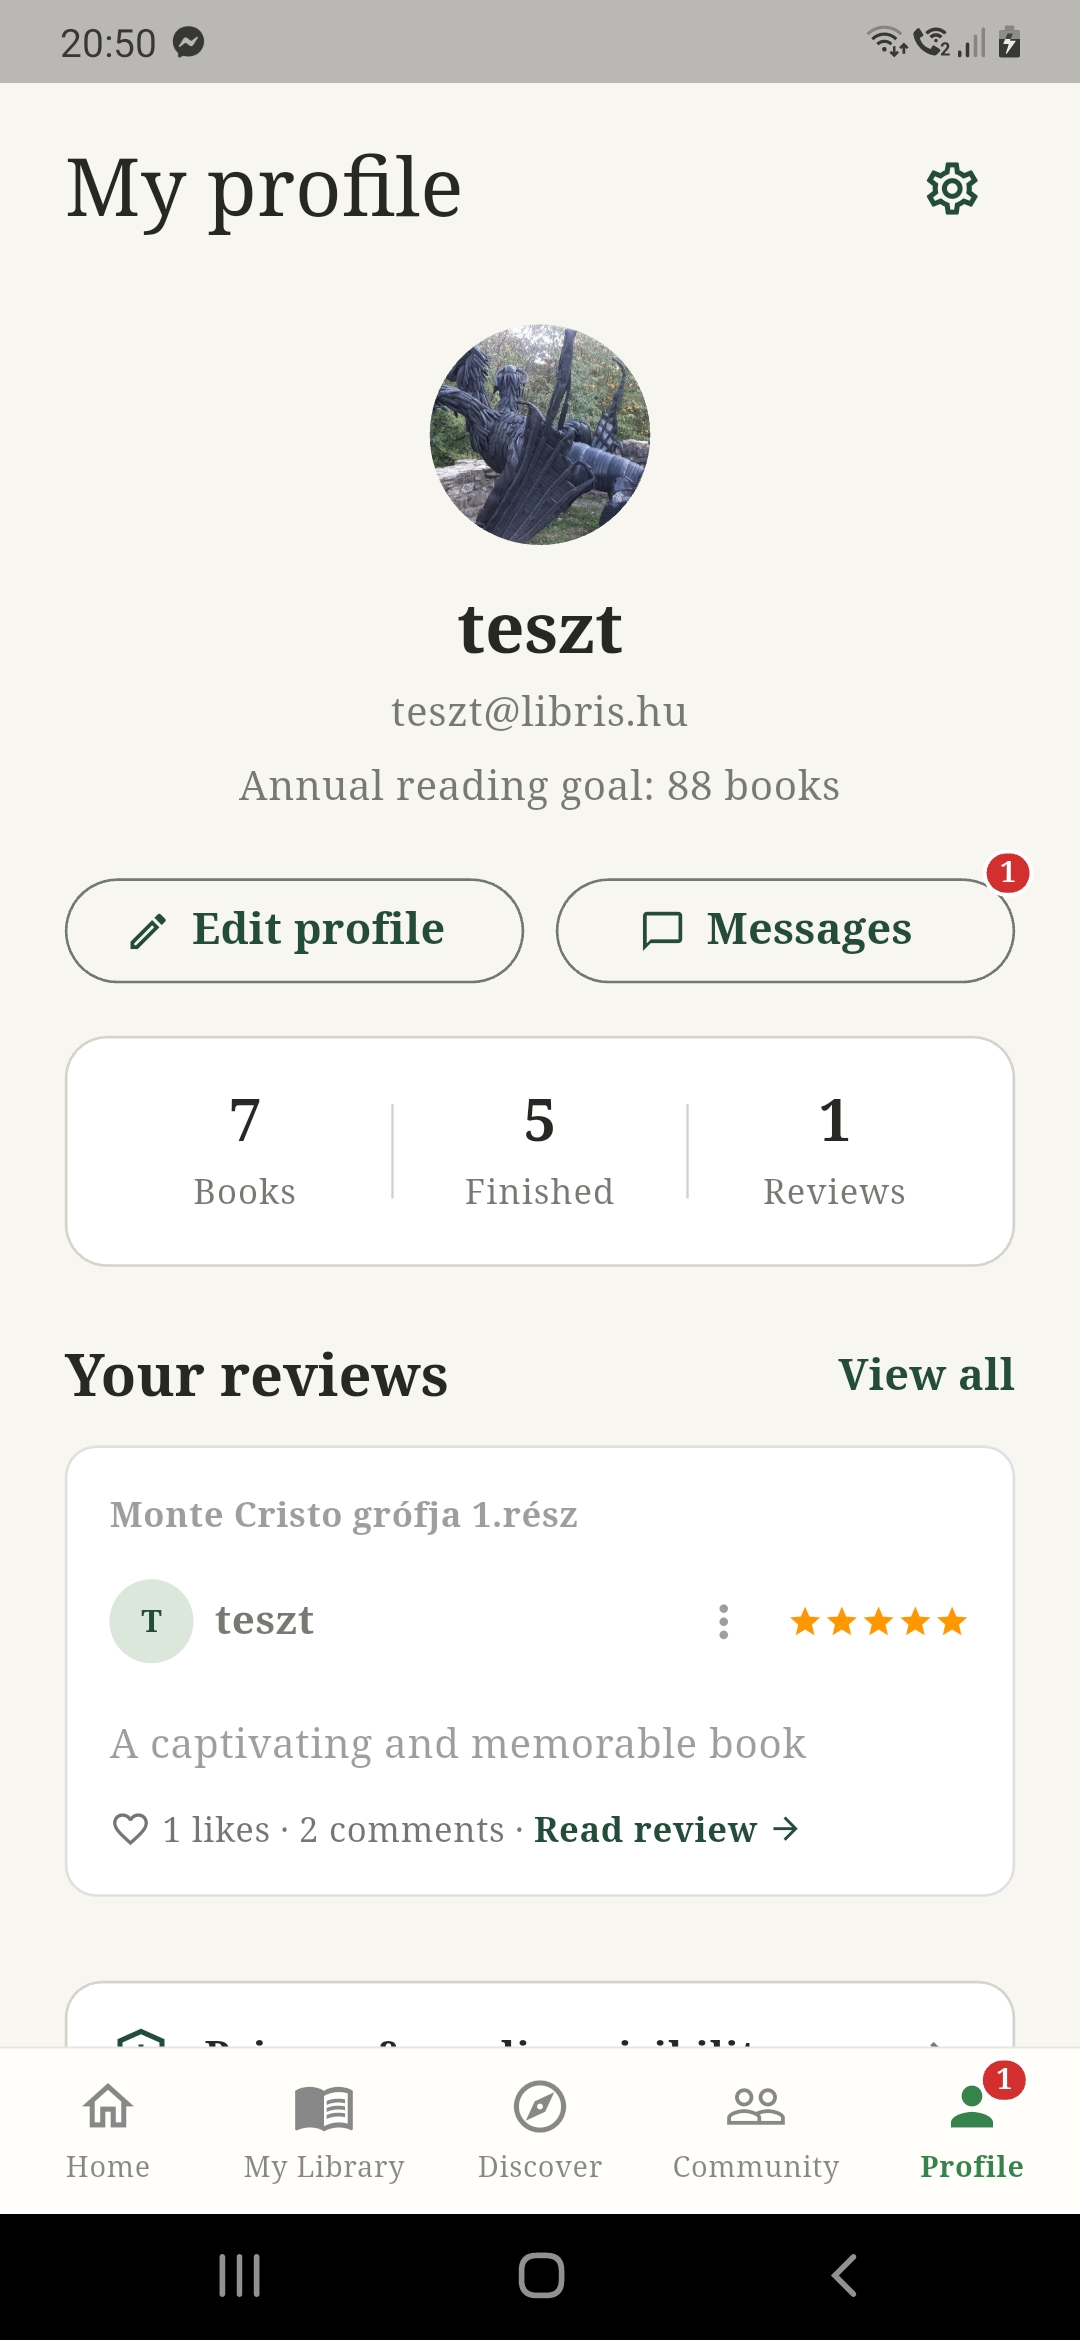 20:50
2
My profile
teszt
teszt@libris.hu
Annual reading goal: 88 books
Edit profile
Messages
1
7
5
1
Books
Finished
Reviews
Your reviews
View all
Monte Cristo grófja 1.rész
T
teszt
A captivating and memorable book
1 likes · 2 comments · Read review →
1
Home
My Library
Discover
Community
Profile